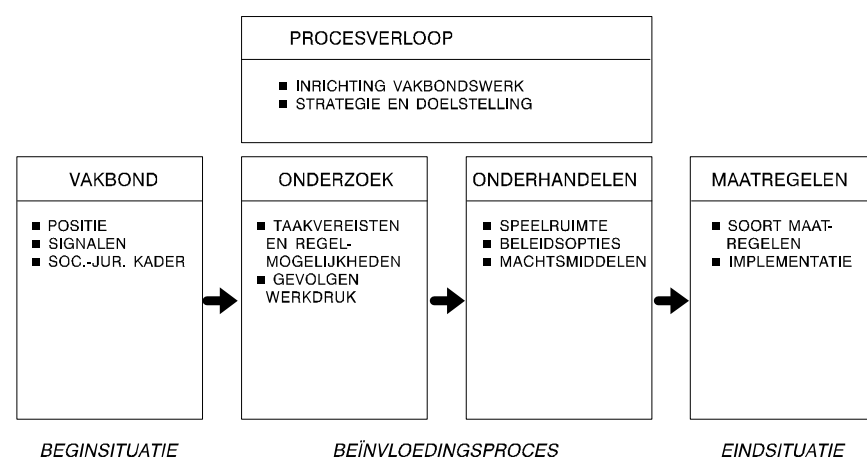 PROCESVERLOOP
■ INRICHTING VAKBONDSWERK
■ STRATEGIE EN DOELSTELLING
VAKBOND
■ POSITIE
■ SIGNALEN
■ SOC.-JUR. KADER
ONDERZOEK
■ TAAKVEREISTEN
EN REGEL-
MOGELIJKHEDEN
■ GEVOLGEN
WERKDRUK
ONDERHANDELEN
■ SPEELRUIMTE
■ BELEIDSOPTIES
■ MACHTSMIDDELEN
MAATREGELEN
■ SOORT MAAT-
REGELEN
■ IMPLEMENTATIE
BEGINSITUATIE
BEÏNVLOEDINGSPROCES
EINDSITUATIE